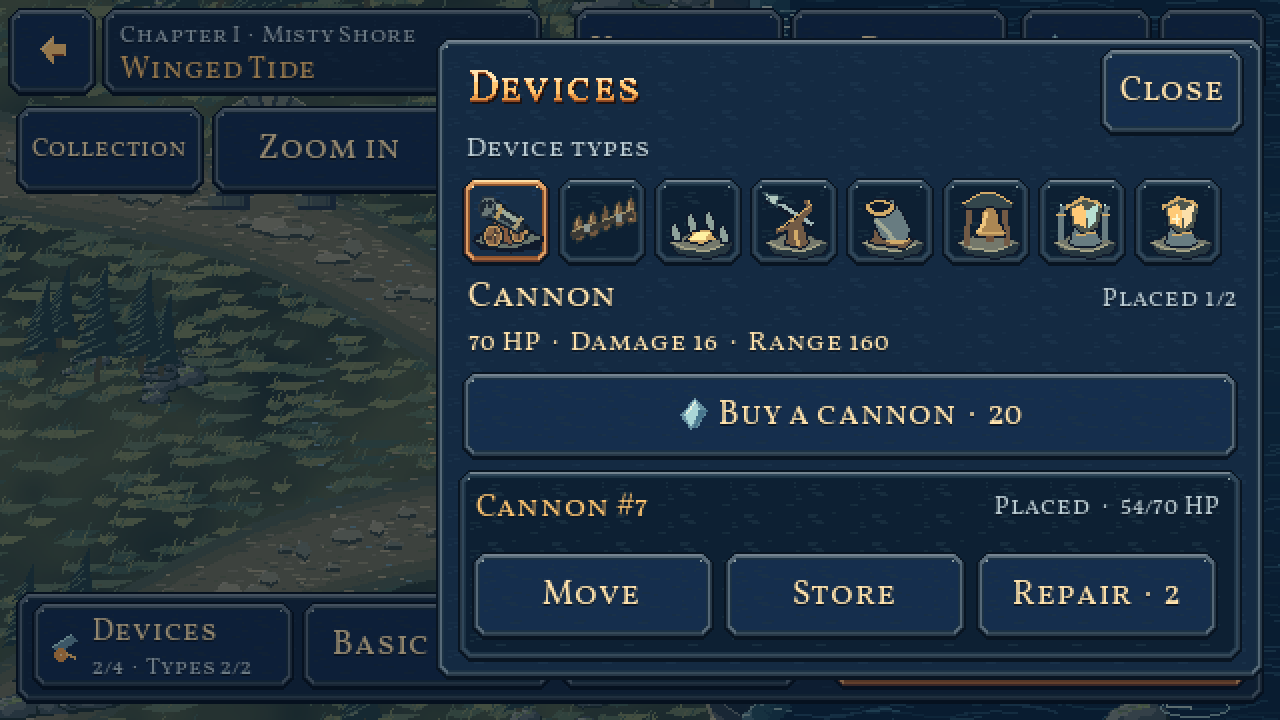 Chapter I · Misty Shore
Winged Tide
Collection
Zoom in
Devices
Close
Device types
Cannon
Placed 1/2
70 HP · Damage 16 · Range 160
Buy a cannon · 20
Cannon #7
Placed · 54/70 HP
Move
Store
Repair · 2
Devices
2/4 · Types 2/2
Basic